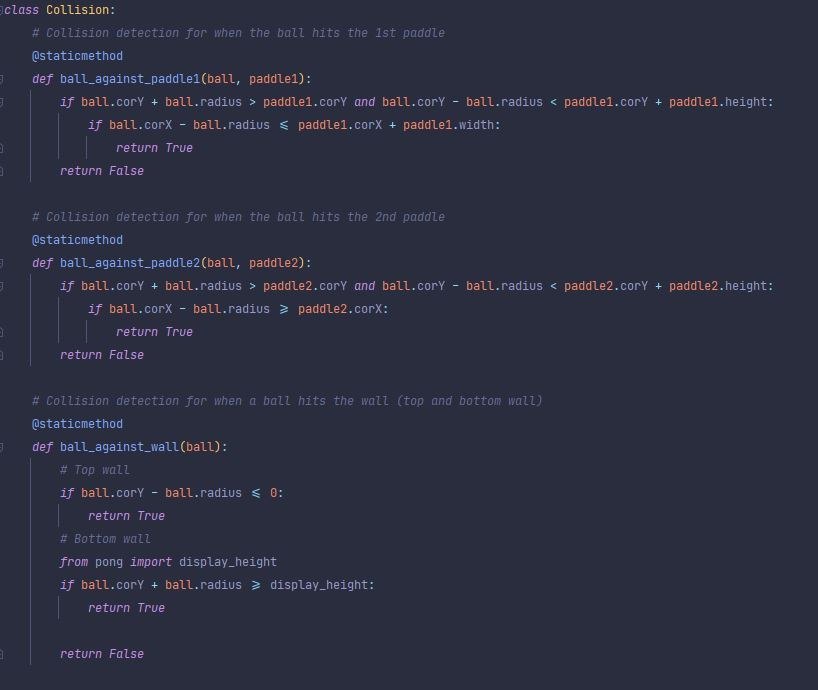 class Collision:
    # Collision detection for when the ball hits the 1st paddle
    @staticmethod
    def ball_against_paddle1(ball, paddle1):
        if ball.corY + ball.radius > paddle1.corY and ball.corY - ball.radius < paddle1.corY + paddle1.height:
            if ball.corX - ball.radius ⩽ paddle1.corX + paddle1.width:
                return True
        return False

    # Collision detection for when the ball hits the 2nd paddle
    @staticmethod
    def ball_against_paddle2(ball, paddle2):
        if ball.corY + ball.radius > paddle2.corY and ball.corY - ball.radius < paddle2.corY + paddle2.height:
            if ball.corX - ball.radius ⩾ paddle2.corX:
                return True
        return False

    # Collision detection for when a ball hits the wall (top and bottom wall)
    @staticmethod
    def ball_against_wall(ball):
        # Top wall
        if ball.corY - ball.radius ⩽ 0:
            return True
        # Bottom wall
        from pong import display_height
        if ball.corY + ball.radius ⩾ display_height:
            return True

        return False